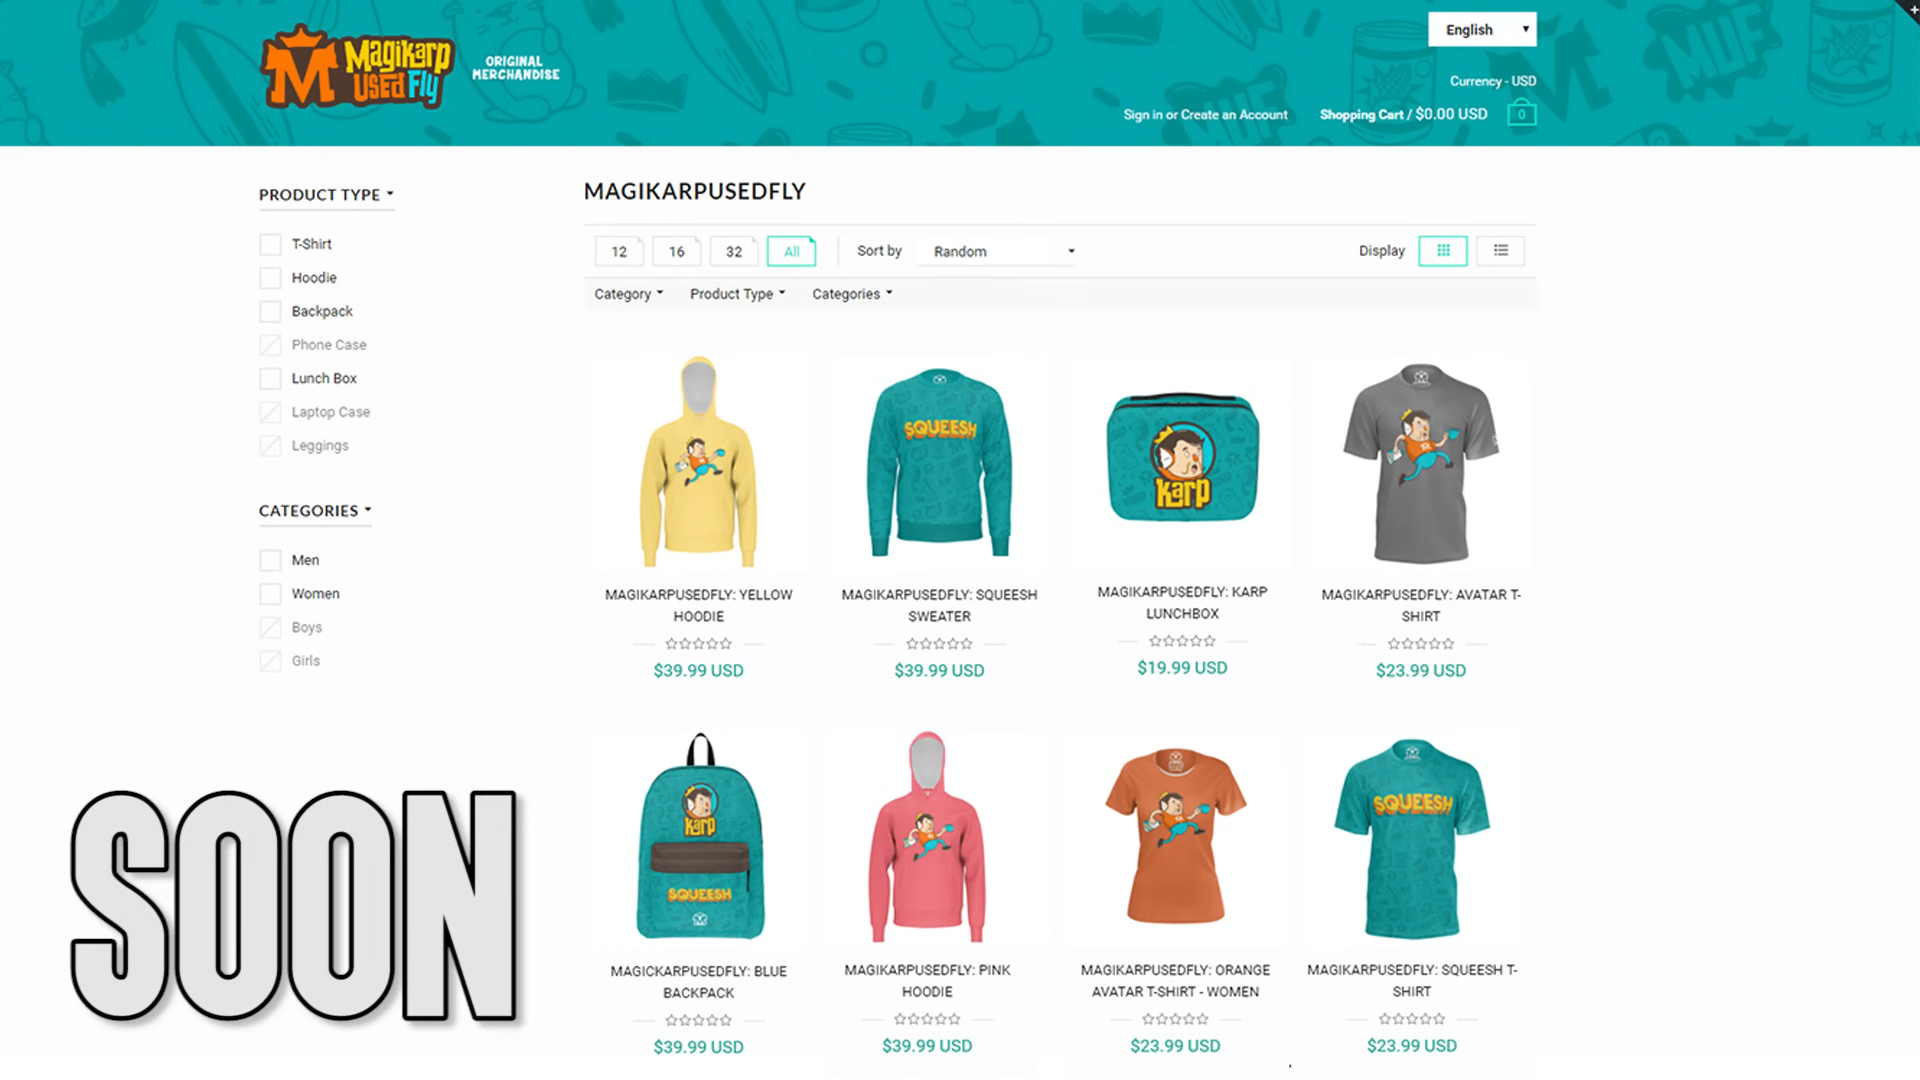 Magikarp
Used Fly
ORIGINAL
MERCHANDISE
English
Currency - USD
Sign in or Create an Account
Shopping Cart / $0.00 USD
0
PRODUCT TYPE
T-Shirt
Hoodie
Backpack
Phone Case
Lunch Box
Laptop Case
Leggings
CATEGORIES
Men
Women
Boys
Girls
MAGIKARPUSEDFLY
12 16 32 All Sort by Random Display
Category Product Type Categories
SQUEESH
Karp
MAGIKARPUSEDFLY: YELLOW
HOODIE
$39.99 USD
MAGIKARPUSEDFLY: SQUEESH
SWEATER
$39.99 USD
MAGIKARPUSEDFLY: KARP
LUNCHBOX
$19.99 USD
MAGIKARPUSEDFLY: AVATAR T-
SHIRT
$23.99 USD
Karp
SQUEESH
SQUEESH
MAGICKARPUSEDFLY: BLUE
BACKPACK
$39.99 USD
MAGIKARPUSEDFLY: PINK
HOODIE
$39.99 USD
MAGIKARPUSEDFLY: ORANGE
AVATAR T-SHIRT - WOMEN
$23.99 USD
MAGIKARPUSEDFLY: SQUEESH T-
SHIRT
$23.99 USD
SOON